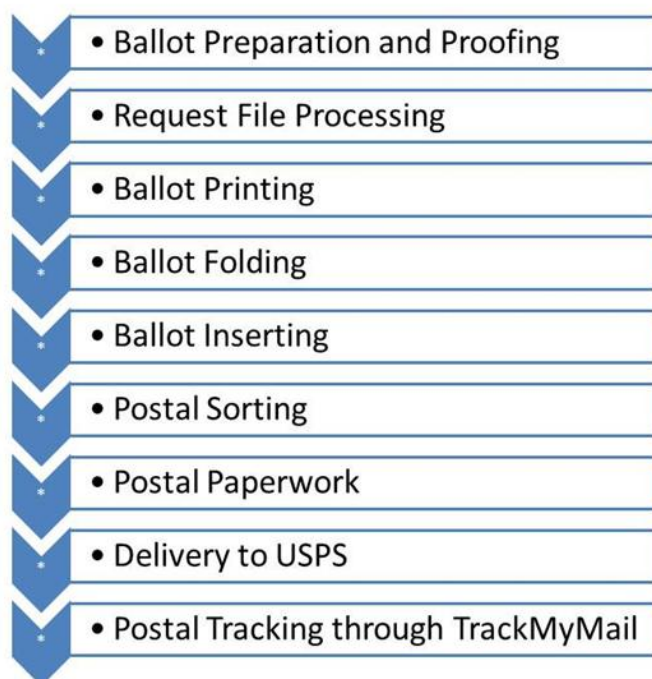 * • Ballot Preparation and Proofing
* • Request File Processing
* • Ballot Printing
* • Ballot Folding
* • Ballot Inserting
* • Postal Sorting
* • Postal Paperwork
* • Delivery to USPS
* • Postal Tracking through TrackMyMail